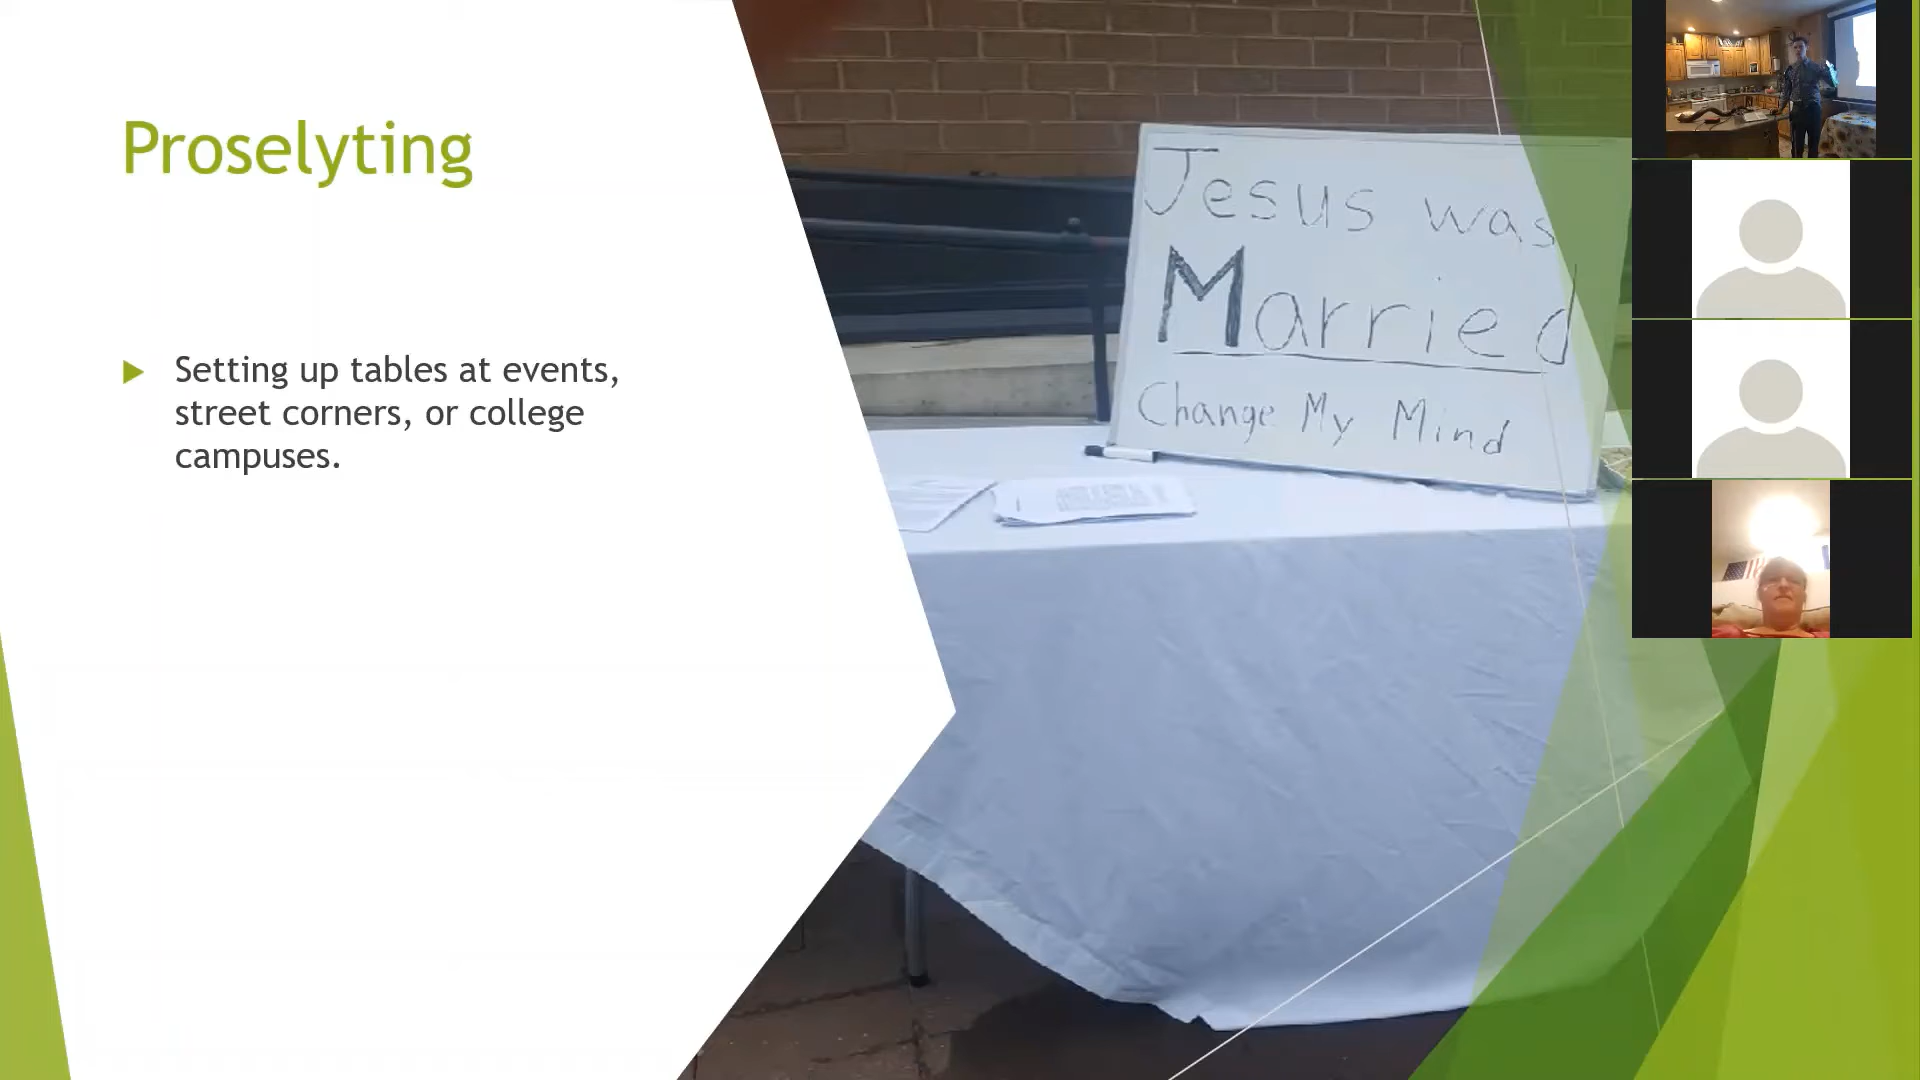 Proselyting
Setting up tables at events,
street corners, or college
campuses.
Jesus was
Married
Change My Mind